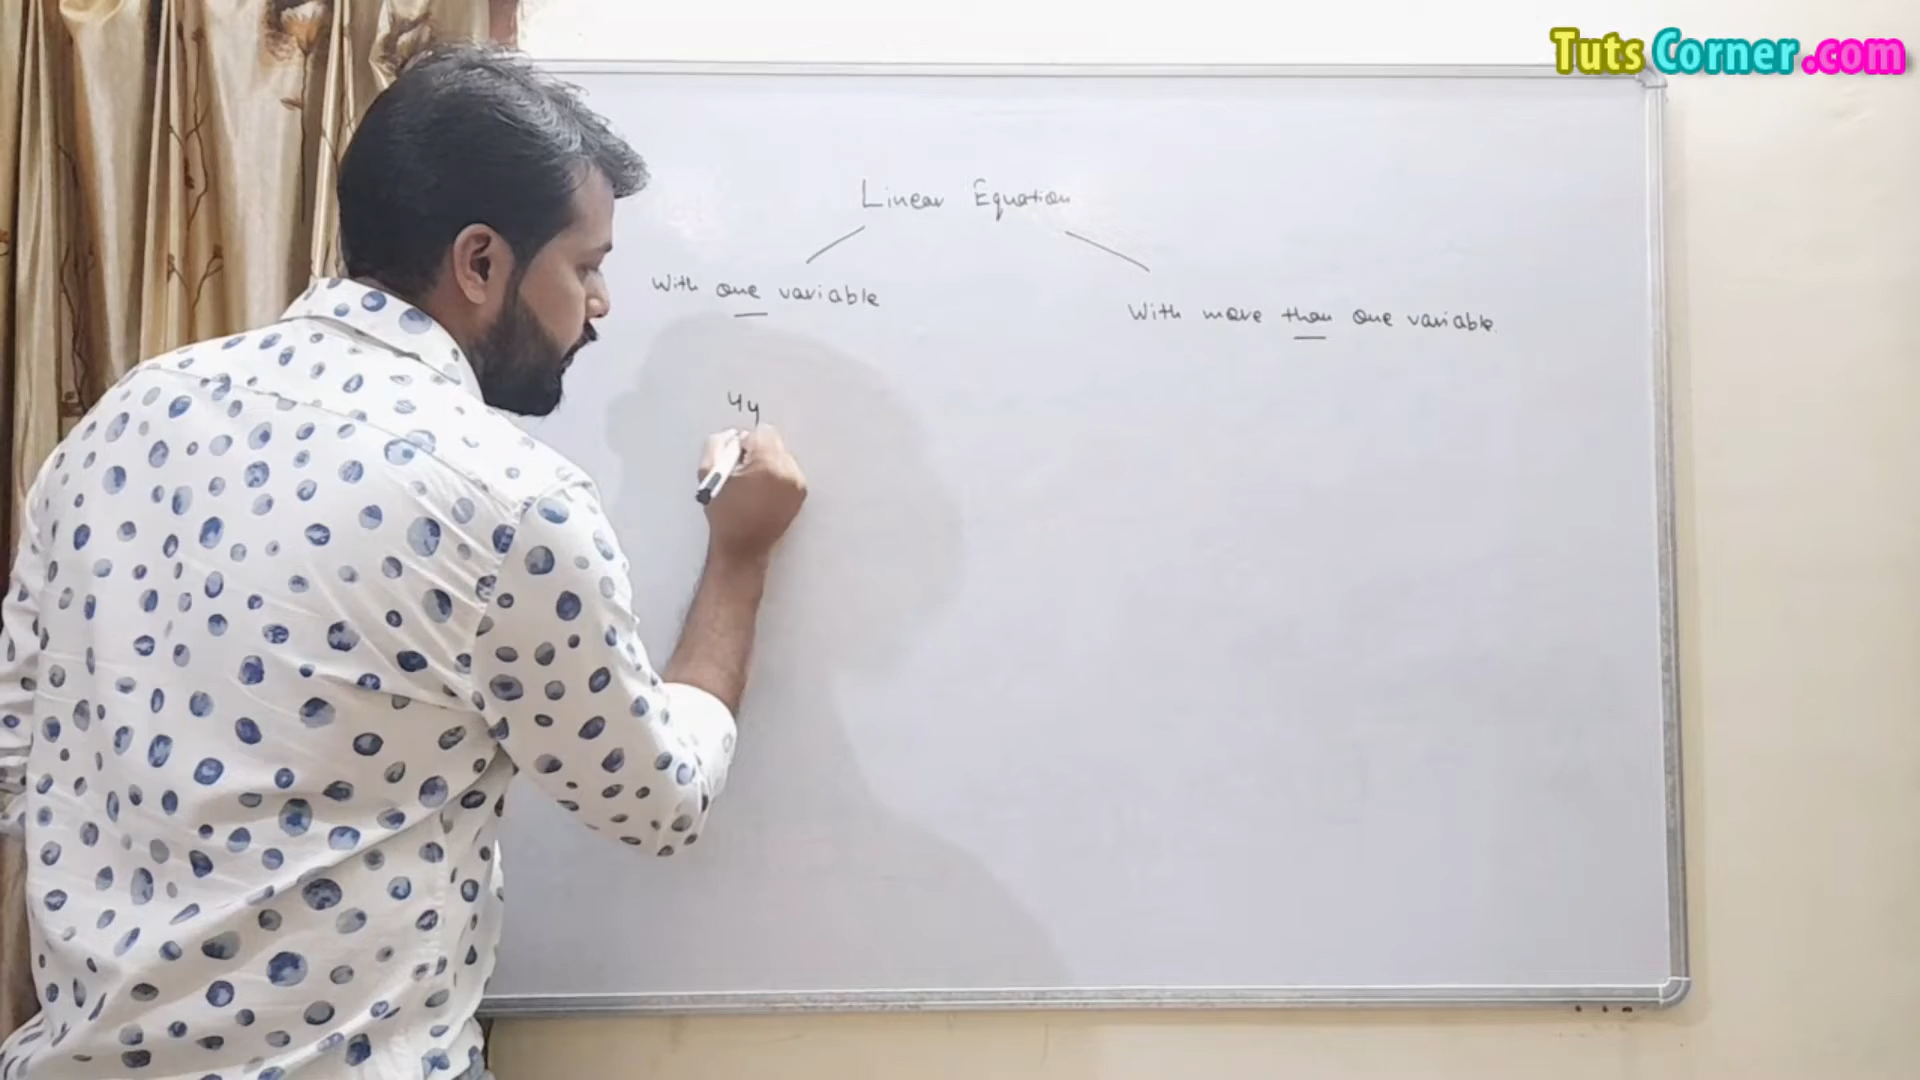 Tuts Corner.com
Linear Equation
With one variable
With more than one variable
4y